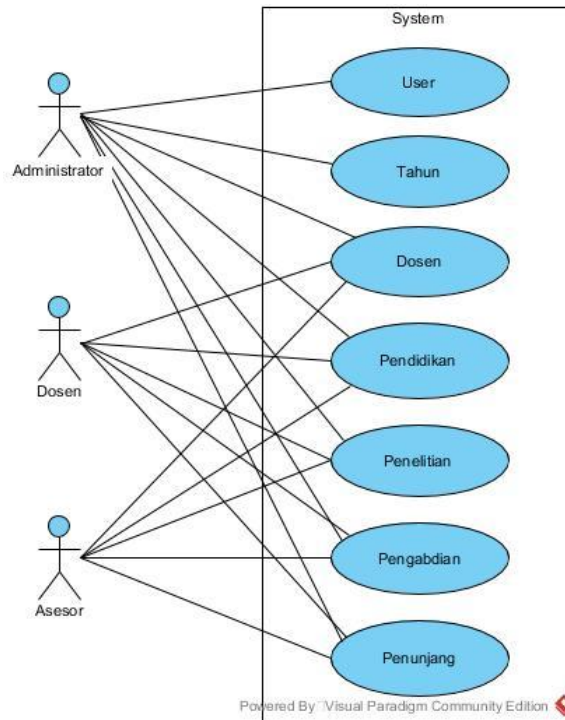 System
User
Administrator
Tahun
Dosen
Dosen
Pendidikan
Penelitian
Asesor
Pengabdian
Penunjang
Powered By Visual Paradigm Community Edition